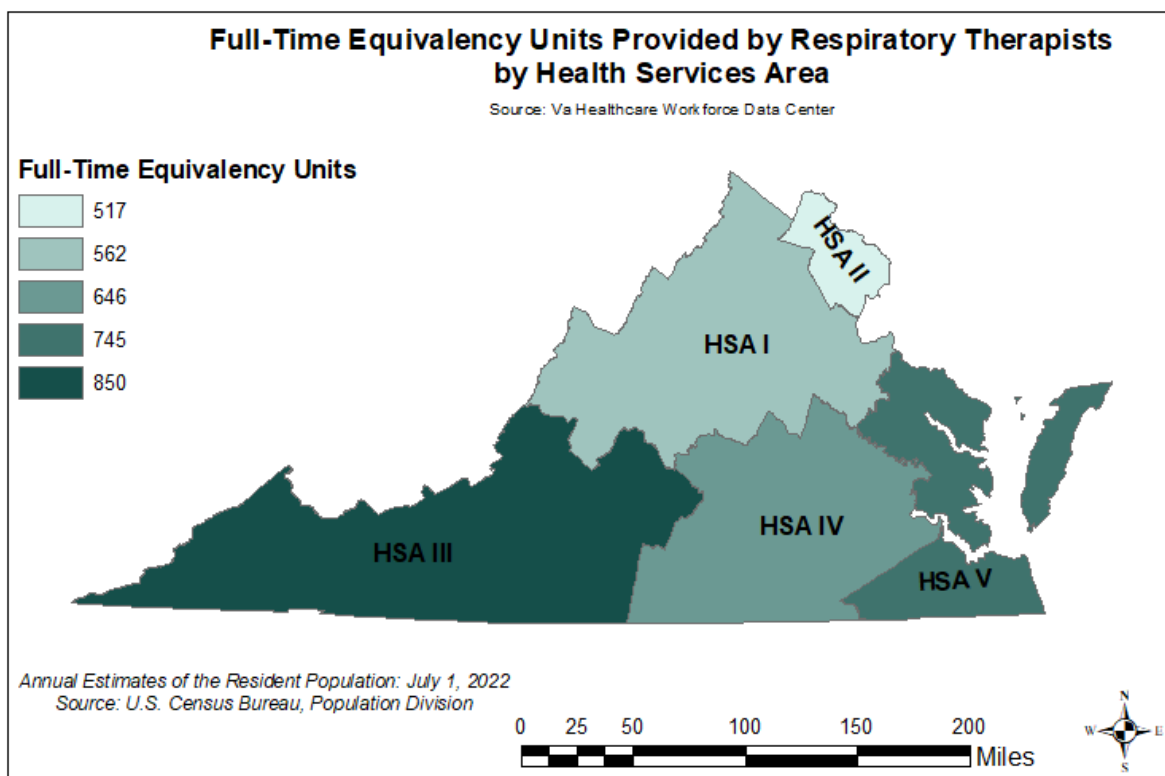 Full-Time Equivalency Units Provided by Respiratory Therapists
by Health Services Area
Source: Va Healthcare Workforce Data Center
Full-Time Equivalency Units
517
562
646
745
850
HSA II
HSA I
HSA III
HSA IV
HSA V
Annual Estimates of the Resident Population: July 1, 2022
Source: U.S. Census Bureau, Population Division
0 25 50 100 150 200
Miles
N
W E
S